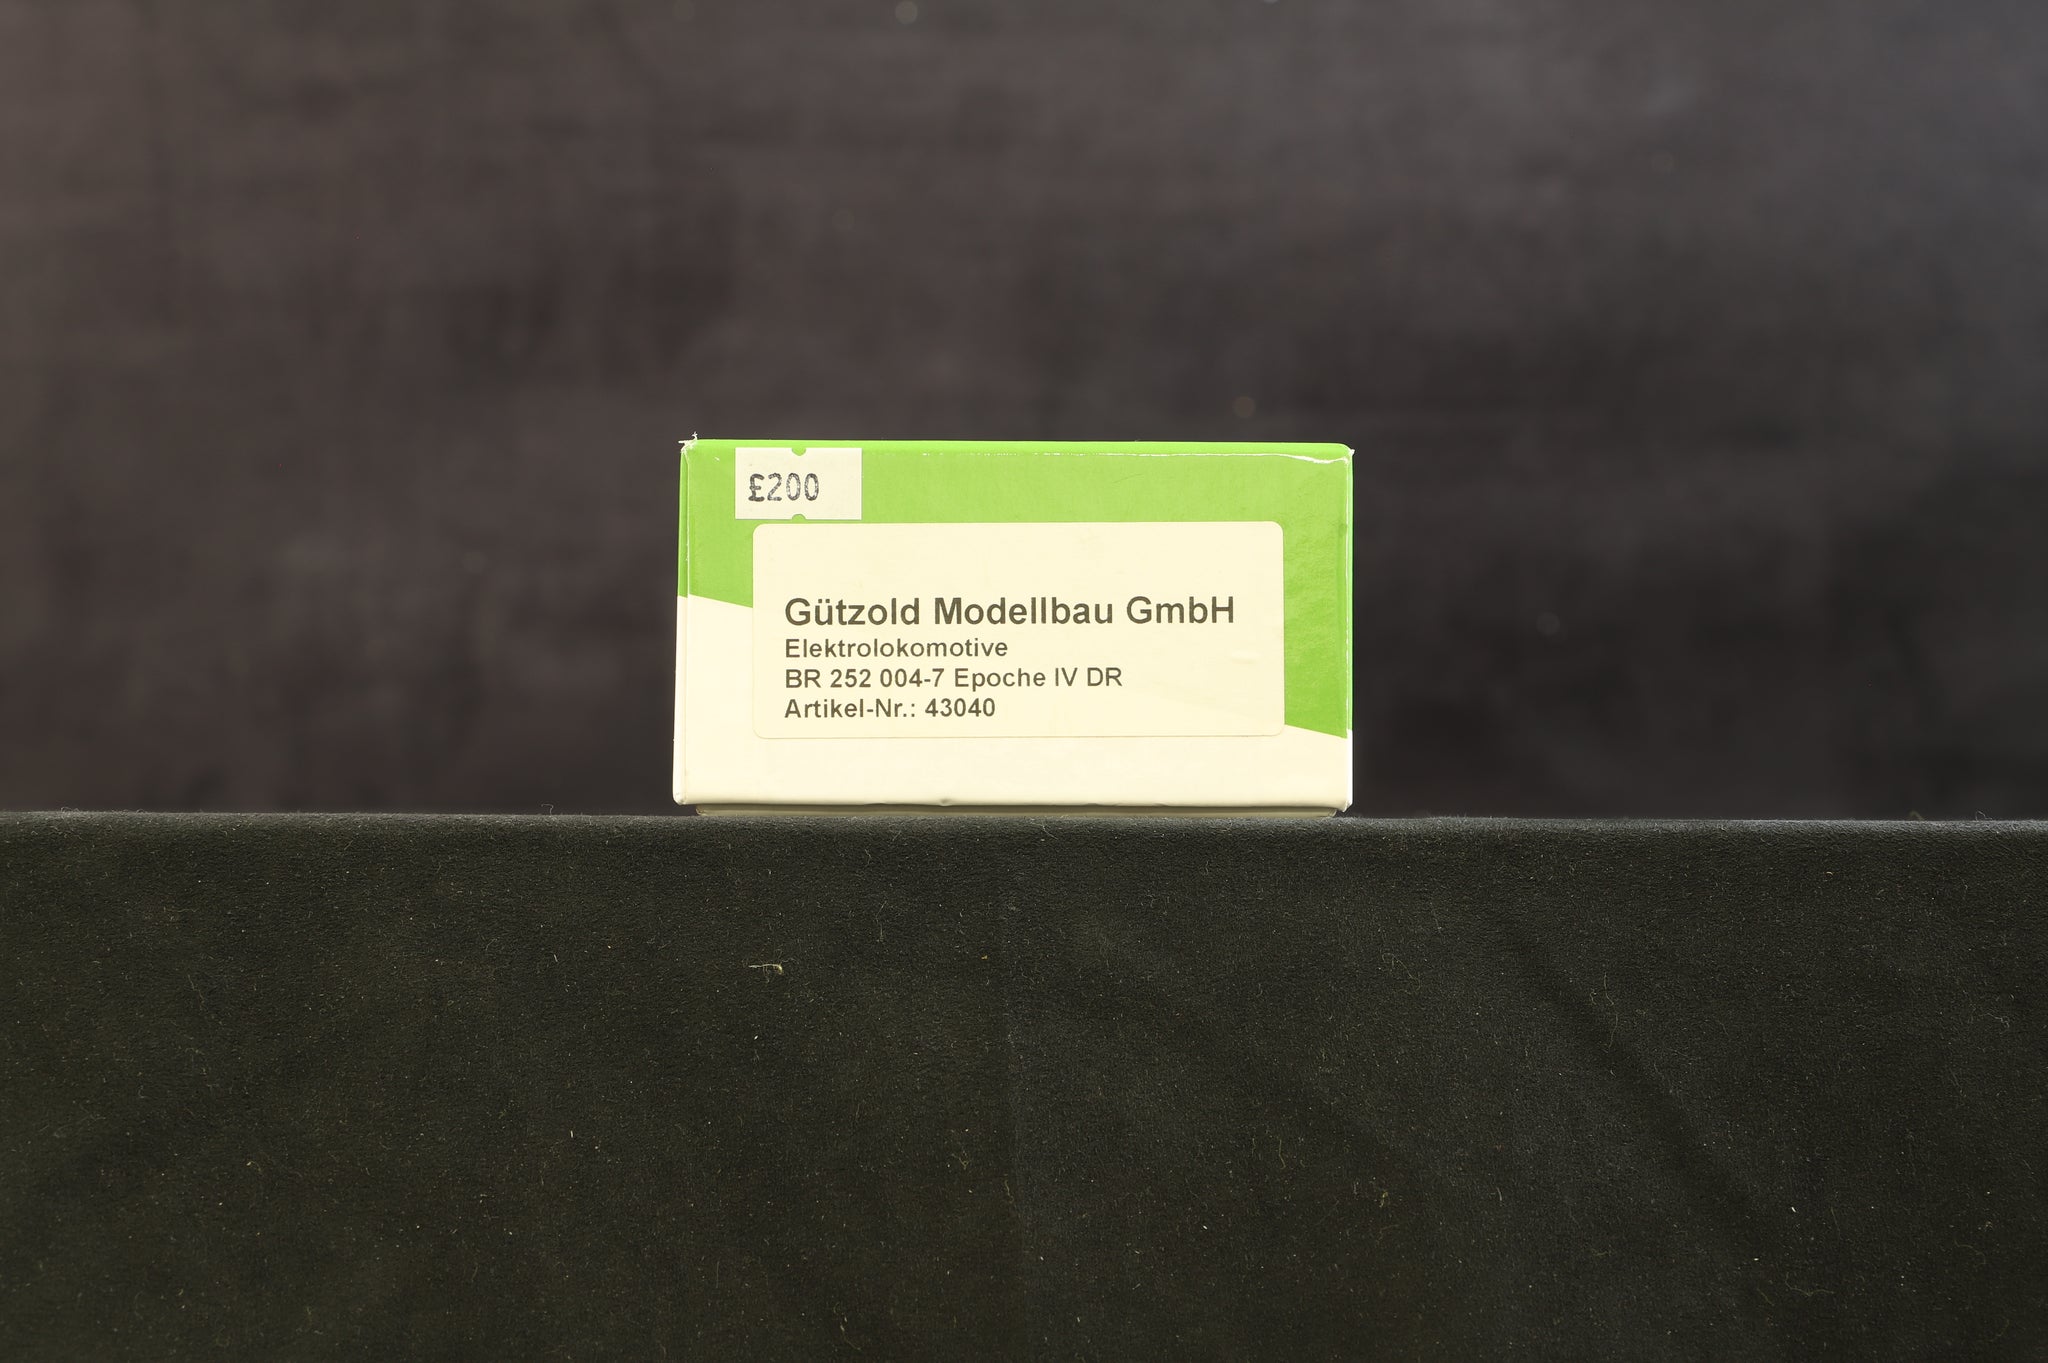 £200
Gützold Modellbau GmbH
Elektrolokomotive
BR 252 004-7 Epoche IV DR
Artikel-Nr.: 43040